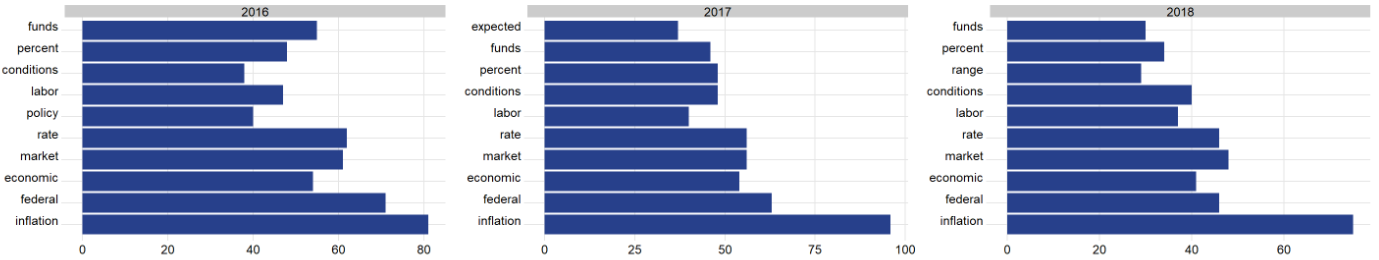 2016
funds
percent
conditions
labor
policy
rate
market
economic
federal
inflation
0 20 40 60 80
2017
expected
funds
percent
conditions
labor
rate
market
economic
federal
inflation
0 25 50 75 100
2018
funds
percent
range
conditions
labor
rate
market
economic
federal
inflation
0 20 40 60